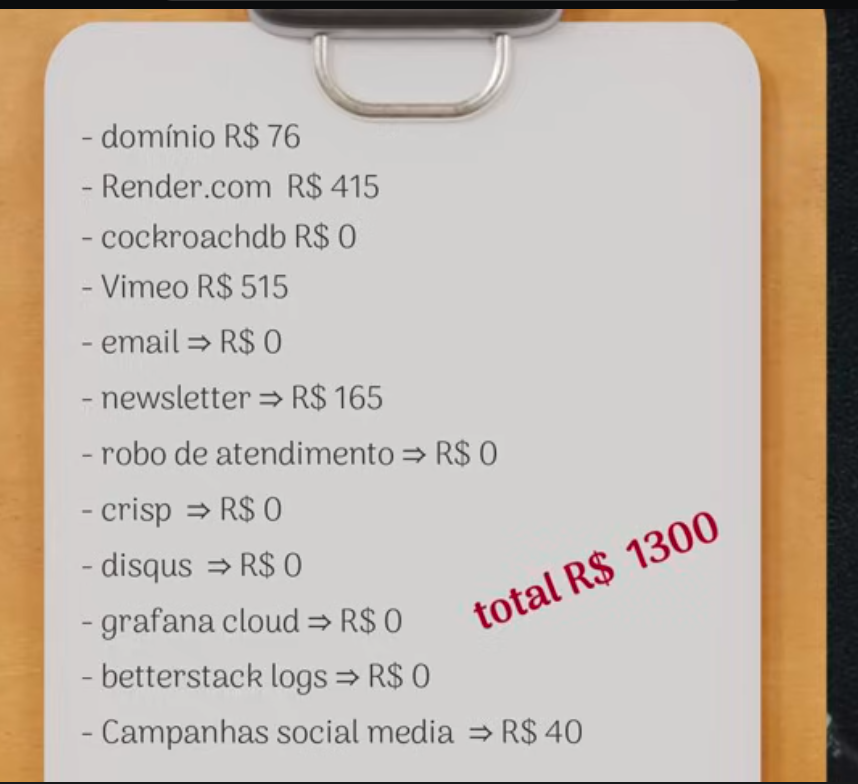 - domínio R$ 76
- Render.com R$ 415
- cockroachdb R$ 0
- Vimeo R$ 515
- email ⇒ R$ 0
- newsletter ⇒ R$ 165
- robo de atendimento ⇒ R$ 0
- crisp ⇒ R$ 0
- disqus ⇒ R$ 0
- grafana cloud ⇒ R$ 0
total R$ 1300
- betterstack logs ⇒ R$ 0
- Campanhas social media ⇒ R$ 40